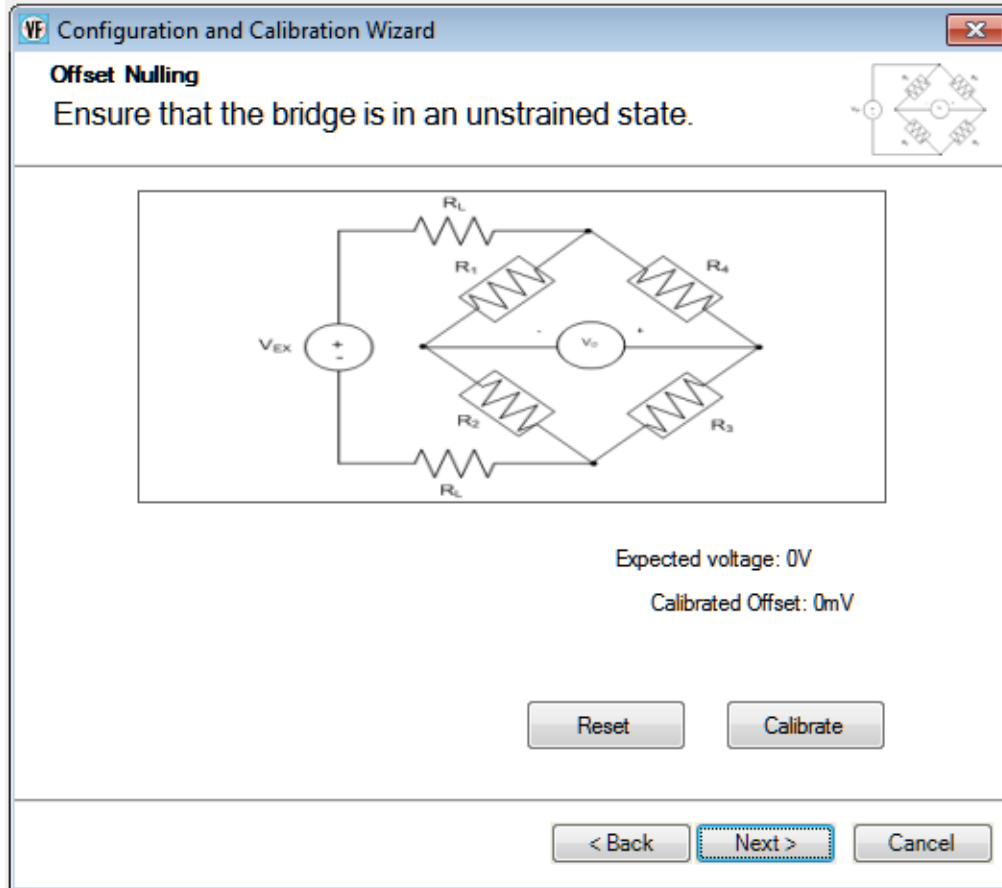 VF Configuration and Calibration Wizard
Offset Nulling
Ensure that the bridge is in an unstrained state.
RL
R1
R4
VEX
+
-
-
VO
+
R2
R3
RL
Expected voltage: 0V
Calibrated Offset: 0mV
Reset
Calibrate
< Back
Next >
Cancel